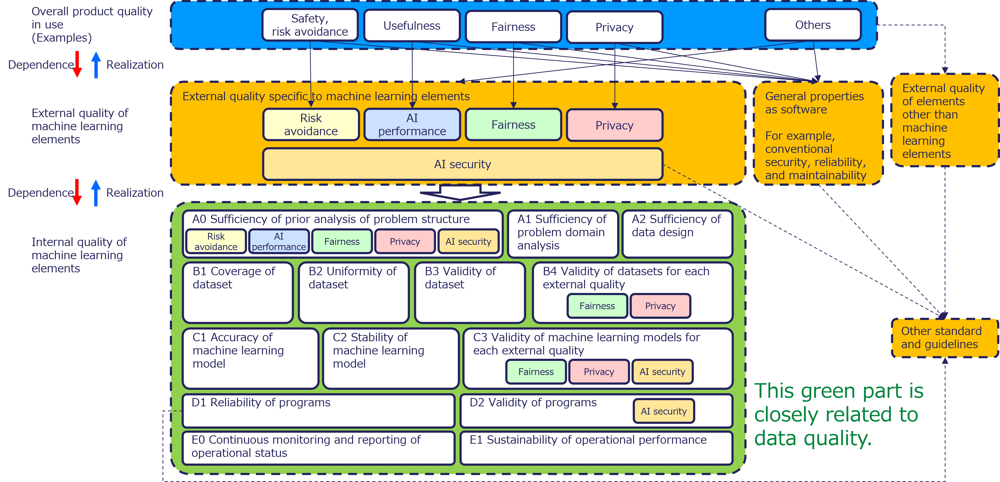 Overall product quality
in use
(Examples)
Safety,
risk avoidance
Usefulness
Fairness
Privacy
Others
Dependence
Realization
External quality of
machine learning
elements
External quality specific to machine learning elements
Risk
avoidance
AI
performance
Fairness
Privacy
AI security
General properties
as software
For example,
conventional
security, reliability,
and maintainability
External quality
of elements
other than
machine
learning
elements
Dependence
Realization
Internal quality of
machine learning
elements
A0 Sufficiency of prior analysis of problem structure
Risk
avoidance
AI
performance
Fairness
Privacy
AI security
A1 Sufficiency of
problem domain
analysis
A2 Sufficiency of
data design
B1 Coverage of
dataset
B2 Uniformity of
dataset
B3 Validity of
dataset
B4 Validity of datasets for each
external quality
Fairness
Privacy
C1 Accuracy of
machine learning
model
C2 Stability of
machine learning
model
C3 Validity of machine learning models for
each external quality
Fairness
Privacy
AI security
Other standard
and guidelines
D1 Reliability of programs
D2 Validity of programs
AI security
E0 Continuous monitoring and reporting of
operational status
E1 Sustainability of operational performance
This green part is
closely related to
data quality.